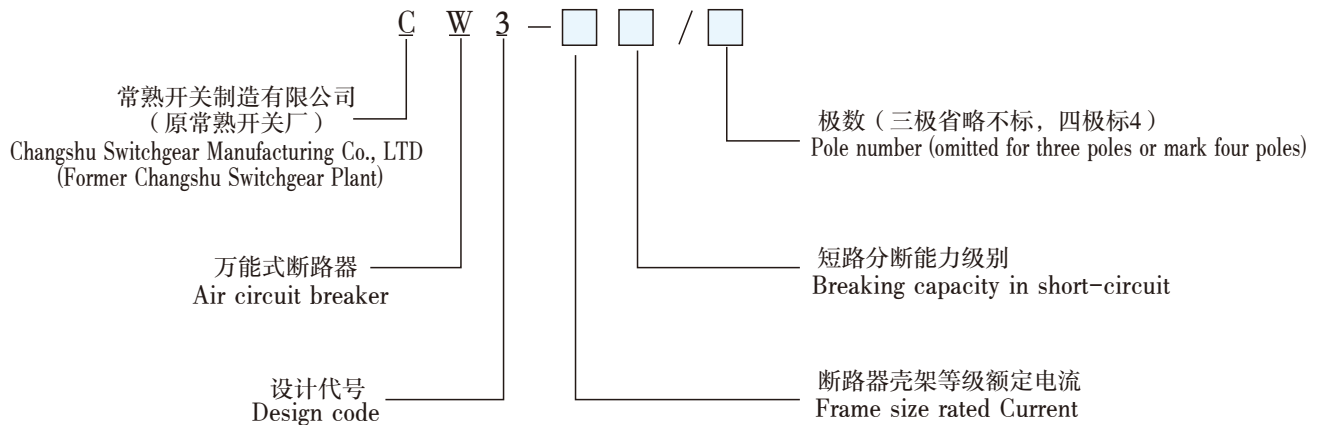 C W 3 – /
常熟开关制造有限公司
（原常熟开关厂）
Changshu Switchgear Manufacturing Co., LTD
(Former Changshu Switchgear Plant)
万能式断路器
Air circuit breaker
设计代号
Design code
极数（三极省略不标，四极标4）
Pole number (omitted for three poles or mark four poles)
短路分断能力级别
Breaking capacity in short-circuit
断路器壳架等级额定电流
Frame size rated Current